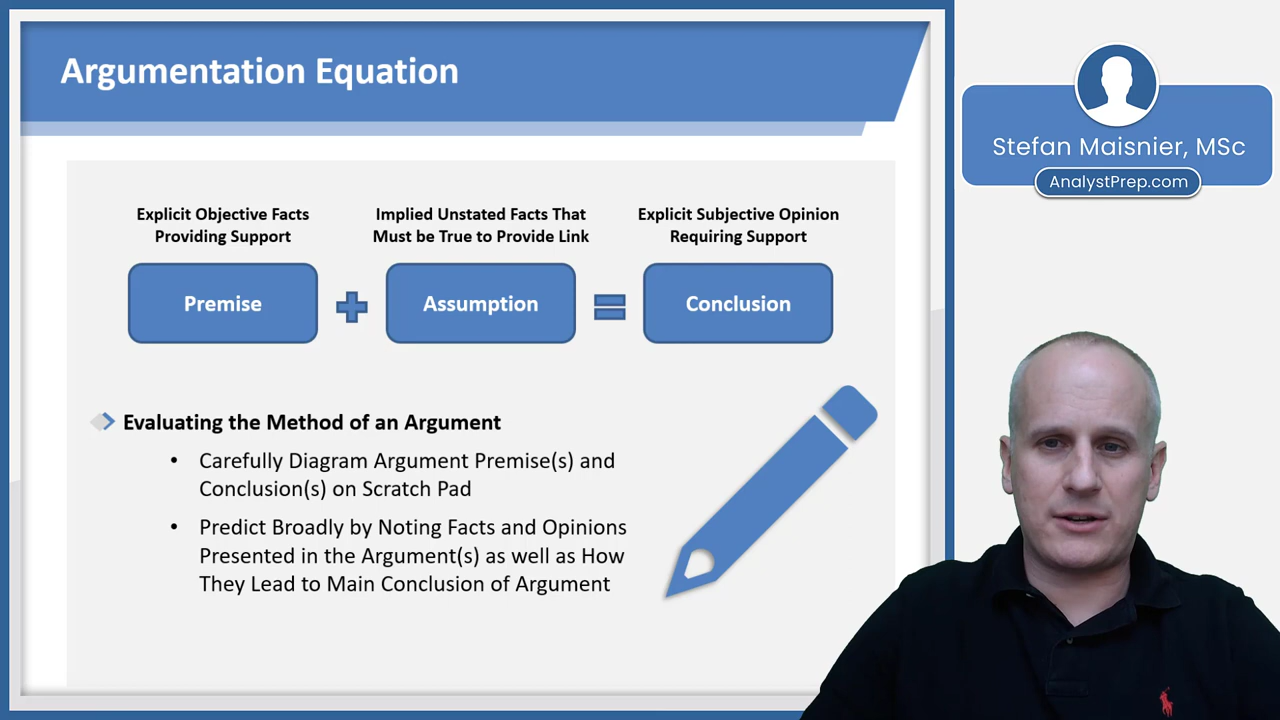 Argumentation Equation
Stefan Maisnier, MSc
AnalystPrep.com
Explicit Objective Facts
Providing Support
Implied Unstated Facts That
Must be True to Provide Link
Explicit Subjective Opinion
Requiring Support
Premise
Assumption
Conclusion
Evaluating the Method of an Argument
• Carefully Diagram Argument Premise(s) and
Conclusion(s) on Scratch Pad
• Predict Broadly by Noting Facts and Opinions
Presented in the Argument(s) as well as How
They Lead to Main Conclusion of Argument